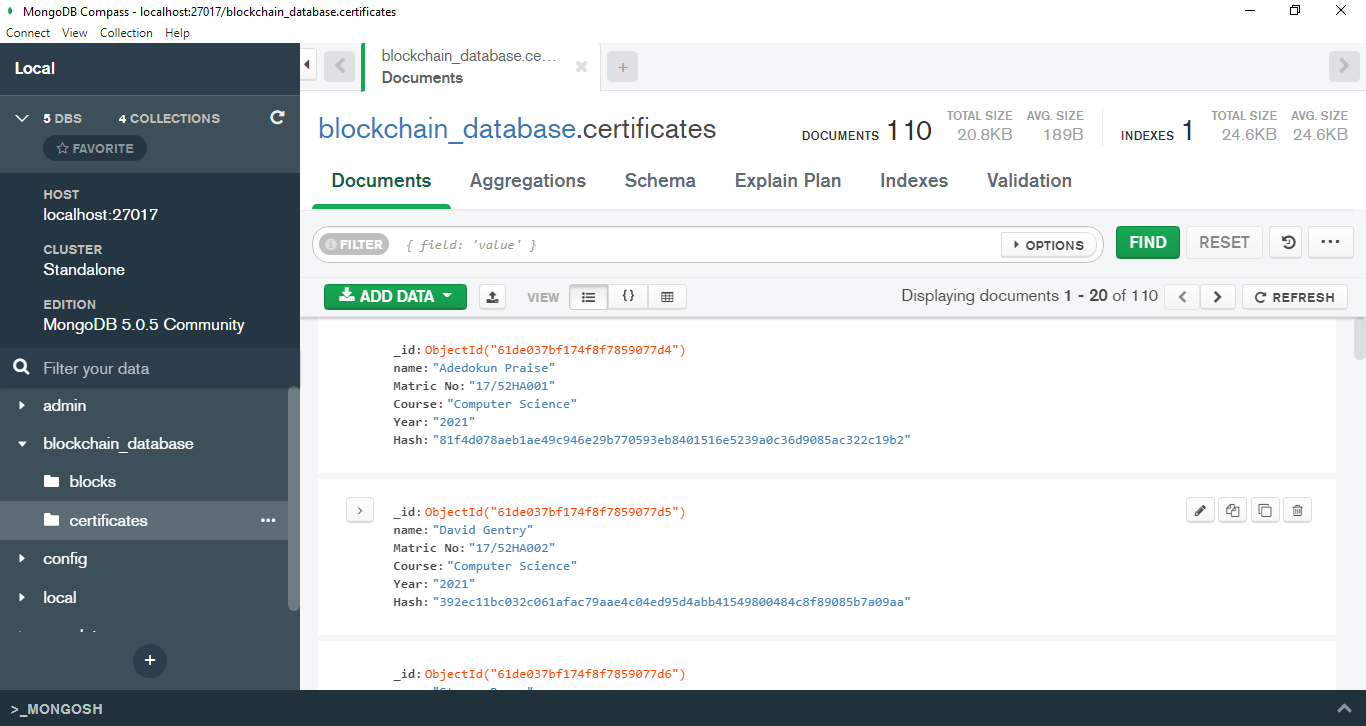 MongoDB Compass - localhost:27017/blockchain_database.certificates
Connect View Collection Help
Local
5 DBS 4 COLLECTIONS
FAVORITE
HOST
localhost:27017
CLUSTER
Standalone
EDITION
MongoDB 5.0.5 Community
Filter your data
admin
blockchain_database
blocks
certificates
config
local
>_MONGOSH
blockchain_database.ce...
Documents
blockchain_database.certificates
DOCUMENTS 110
TOTAL SIZE AVG. SIZE
20.8KB 189B
INDEXES 1
TOTAL SIZE AVG. SIZE
24.6KB 24.6KB
Documents Aggregations Schema Explain Plan Indexes Validation
FILTER { field: 'value' } OPTIONS FIND RESET
ADD DATA VIEW {} Displaying documents 1 - 20 of 110 REFRESH
_id: ObjectId("61de037bf174f8f7859077d4")
name: "Adedokun Praise"
Matric No: "17/52HA001"
Course: "Computer Science"
Year: "2021"
Hash: "81f4d078aeb1ae49c946e29b770593eb8401516e5239a0c36d9085ac322c19b2"
_id: ObjectId("61de037bf174f8f7859077d5")
name: "David Gentry"
Matric No: "17/52HA002"
Course: "Computer Science"
Year: "2021"
Hash: "392ec11bc032c061afac79aae4c04ed95d4abb41549800484c8f89085b7a09aa"
_id: ObjectId("61de037bf174f8f7859077d6")